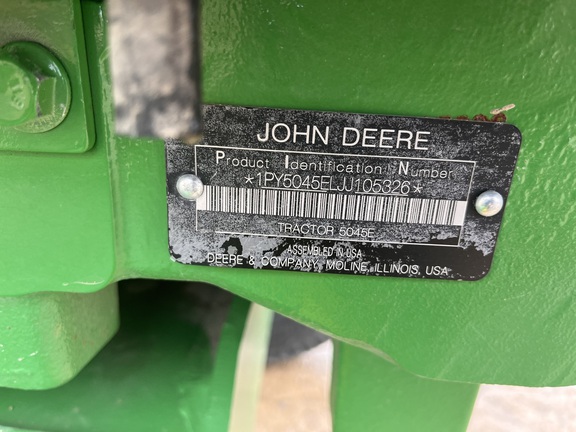 JOHN DEERE
Product Identification Number
*1PY5045ELJJ105326*
TRACTOR 5045E
ASSEMBLED IN USA
DEERE & COMPANY, MOLINE, ILLINOIS, USA